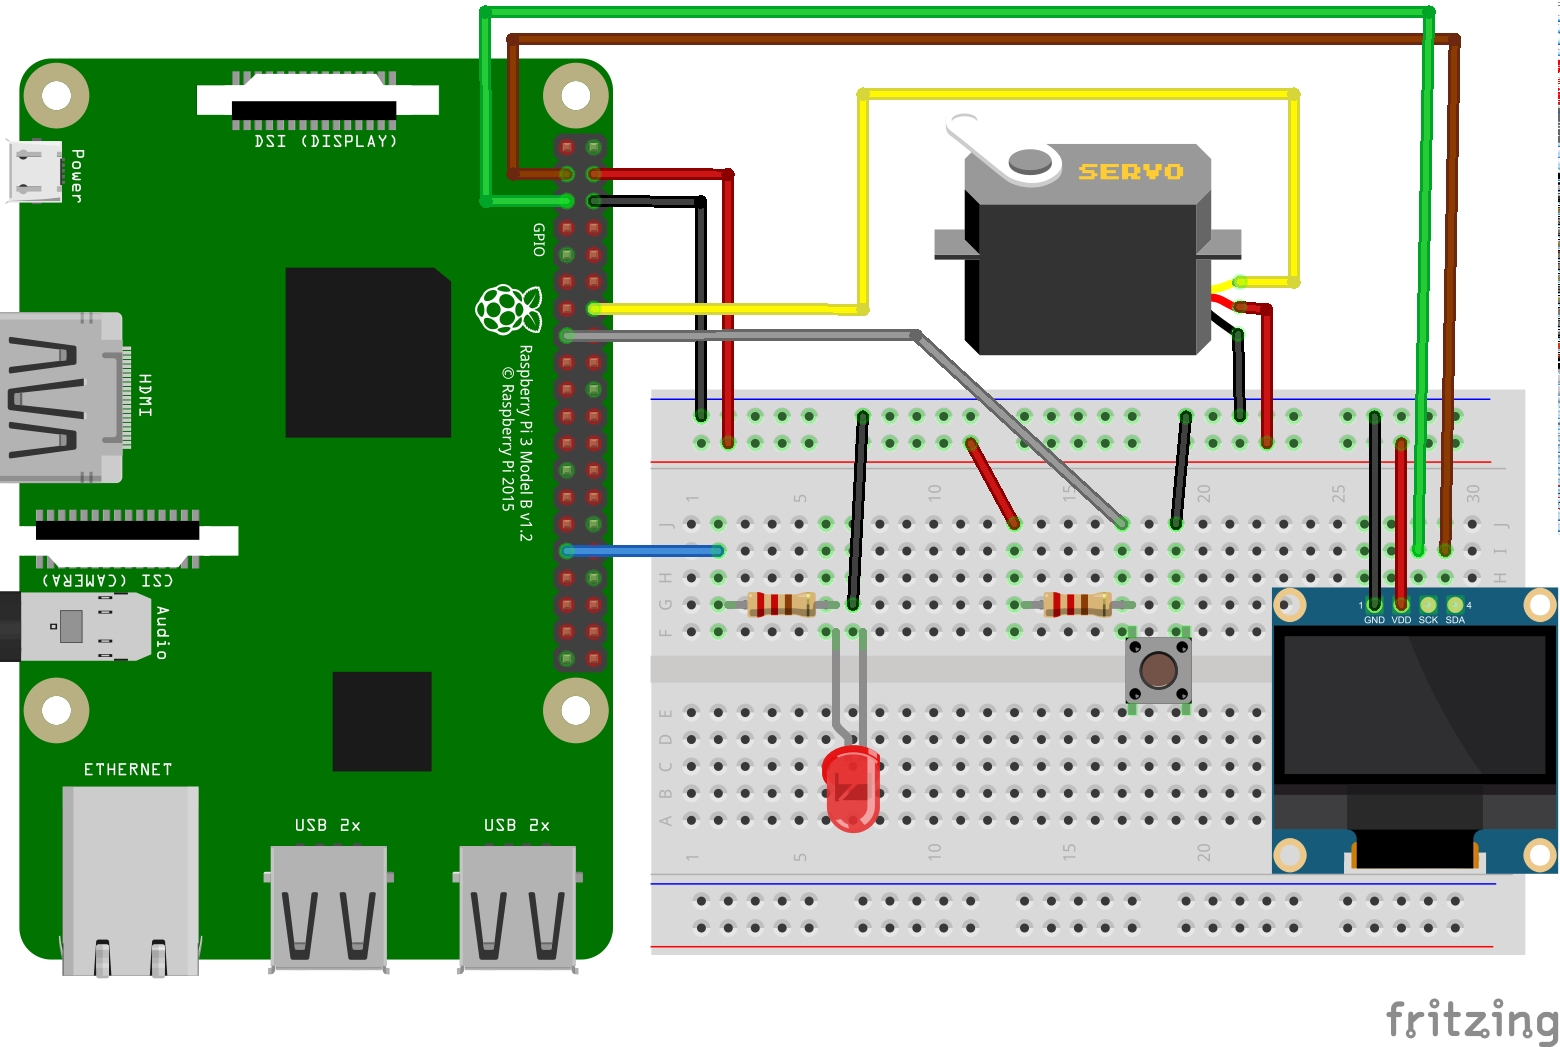 DSI (DISPLAY)
Power
SERVO
GPIO
HDMI
Raspberry Pi 3 Model B v1.2
© Raspberry Pi 2015
1 5 10 15 20 25 30
J J
I I
H H
G
F
CSI (CAMERA)
Audio
1 4
GND VDD SCK SDA
E
D
C
B
A
ETHERNET
USB 2x USB 2x
1 5 10 15 20
fritzing